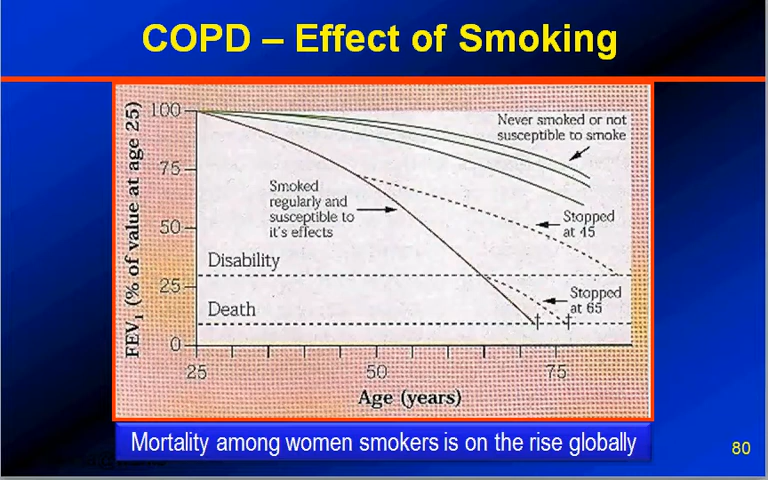 COPD – Effect of Smoking
FEV1 (% of value at age 25)
100
75
50
25
0
Never smoked or not
susceptible to smoke
Smoked
regularly and
susceptible to
it's effects
Stopped
at 45
Disability
Stopped
at 65
Death
25
50
75
Age (years)
Mortality among women smokers is on the rise globally
80